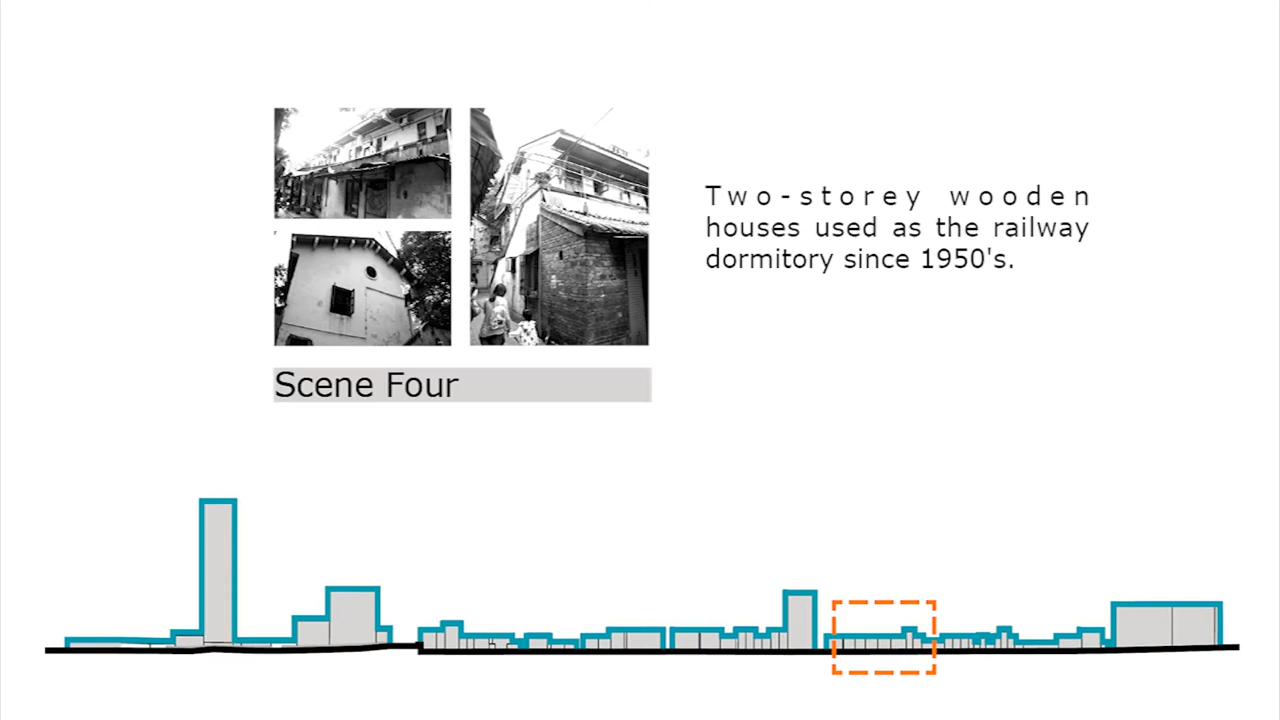 Two-storey wooden
houses used as the railway
dormitory since 1950's.
Scene Four